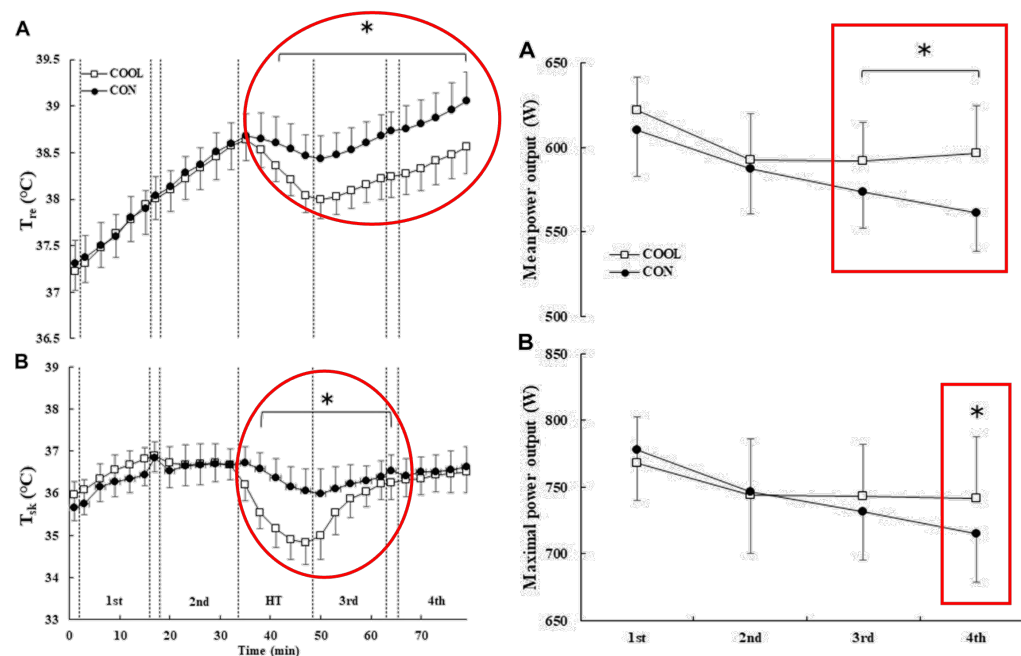 A
*
39.5
COOL
CON
39
38.5
38
37.5
37
36.5
Tre (°C)
B
39
*
38
37
36
35
34
33
Tsk (°C)
1st 2nd HT 3rd 4th
0 10 20 30 40 50 60 70
Time (min)
A
650
*
600
550
500
Mean power output (W)
COOL
CON
B
850
800
*
750
700
650
Maximal power output (W)
1st 2nd 3rd 4th